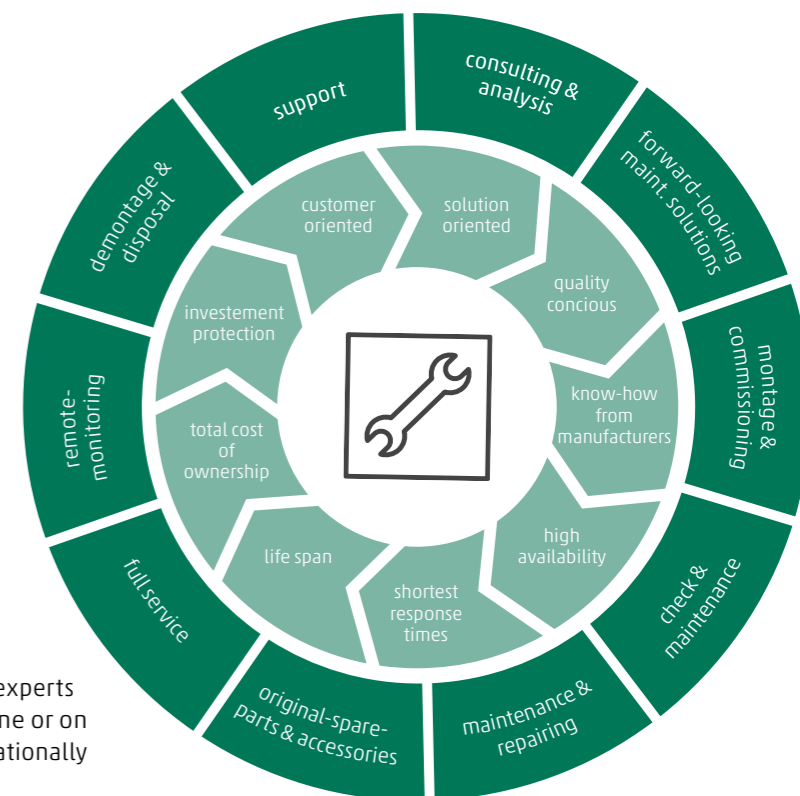 consulting &
analysis
forward-looking
maint. solutions
montage &
commissioning
check &
maintenance
maintenance &
repairing
original-spare-
parts & accessories
full service
remote-
monitoring
demontage &
disposal
support
solution
oriented
quality
concious
know-how
from
manufacturers
high
availability
shortest
response
times
life span
total cost
of
ownership
investement
protection
customer
oriented
experts
ne or on
ationally